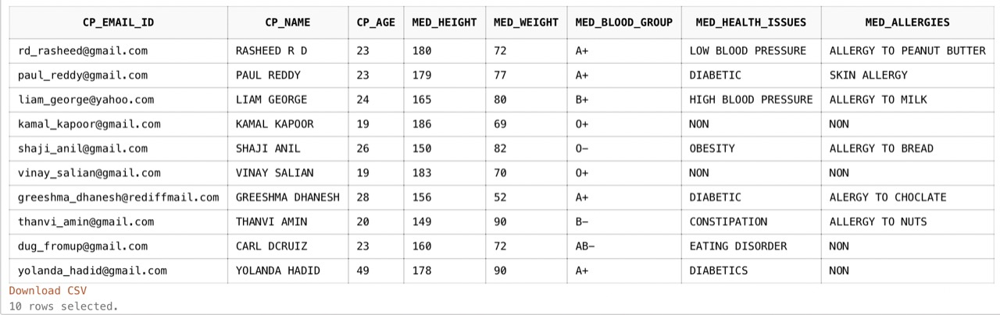 CP_EMAIL_ID CP_NAME CP_AGE MED_HEIGHT MED_WEIGHT MED_BLOOD_GROUP MED_HEALTH_ISSUES MED_ALLERGIES
rd_rasheed@gmail.com RASHEED R D 23 180 72 A+ LOW BLOOD PRESSURE ALLERGY TO PEANUT BUTTER
paul_reddy@gmail.com PAUL REDDY 23 179 77 A+ DIABETIC SKIN ALLERGY
liam_george@yahoo.com LIAM GEORGE 24 165 80 B+ HIGH BLOOD PRESSURE ALLERGY TO MILK
kamal_kapoor@gmail.com KAMAL KAPOOR 19 186 69 O+ NON NON
shaji_anil@gmail.com SHAJI ANIL 26 150 82 O- OBESITY ALLERGY TO BREAD
vinay_salian@gmail.com VINAY SALIAN 19 183 70 O+ NON NON
greeshma_dhanesh@rediffmail.com GREESHMA DHANESH 28 156 52 A+ DIABETIC ALERGY TO CHOCLATE
thanvi_amin@gmail.com THANVI AMIN 20 149 90 B- CONSTIPATION ALLERGY TO NUTS
dug_fromup@gmail.com CARL DCRUIZ 23 160 72 AB- EATING DISORDER NON
yolanda_hadid@gmail.com YOLANDA HADID 49 178 90 A+ DIABETICS NON
Download CSV
10 rows selected.